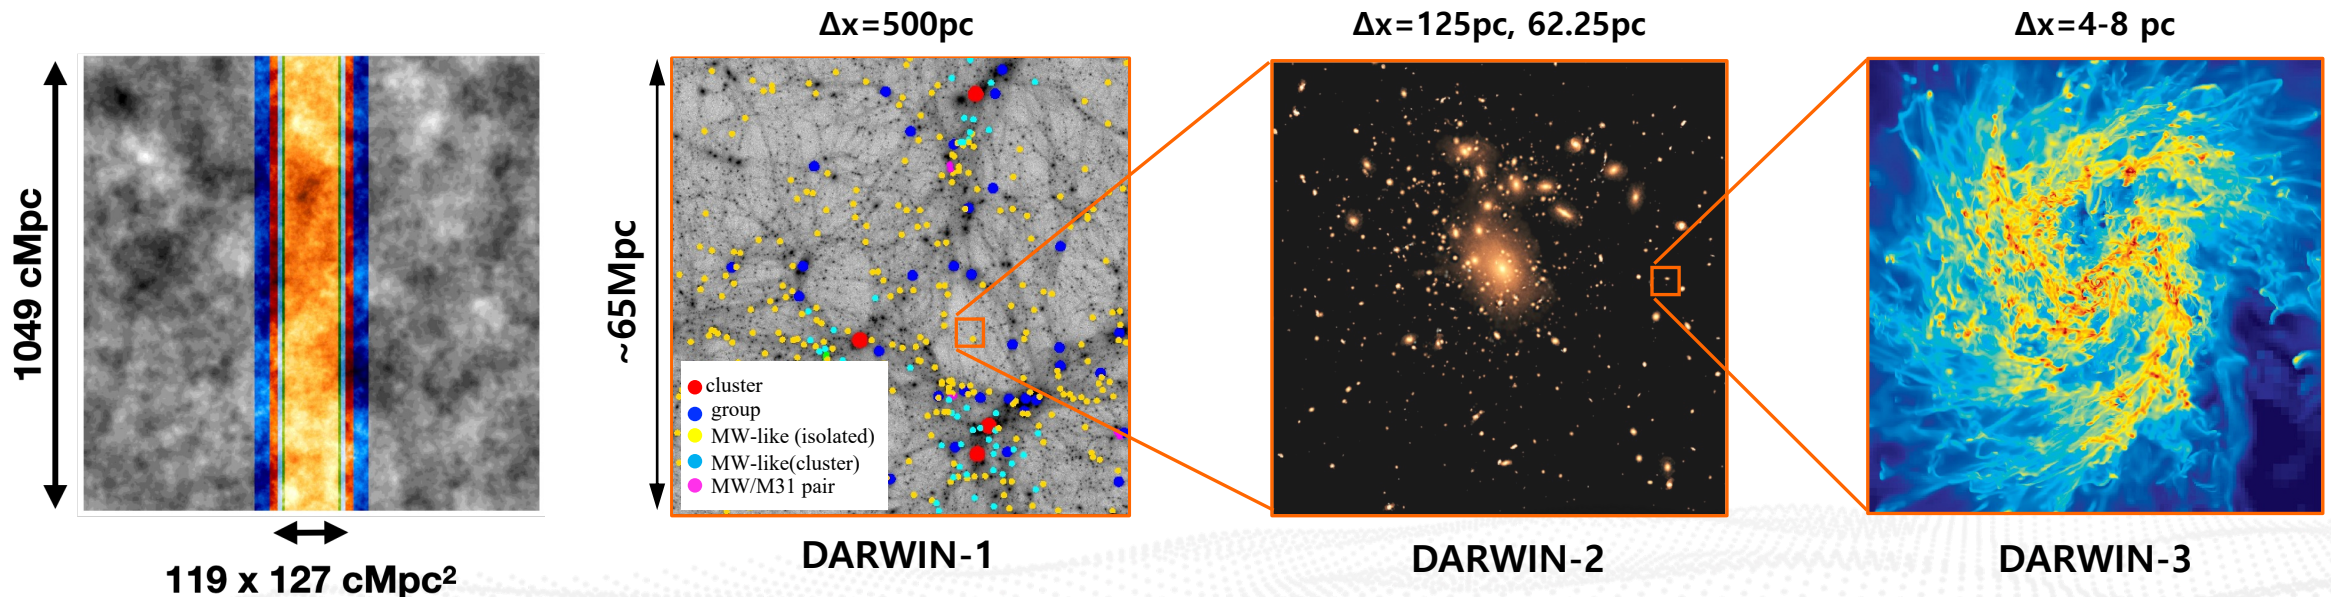 1049 cMpc
119 x 127 cMpc²
Δx=500pc
~65Mpc
cluster
group
MW-like (isolated)
MW-like(cluster)
MW/M31 pair
DARWIN-1
Δx=125pc, 62.25pc
DARWIN-2
Δx=4-8 pc
DARWIN-3